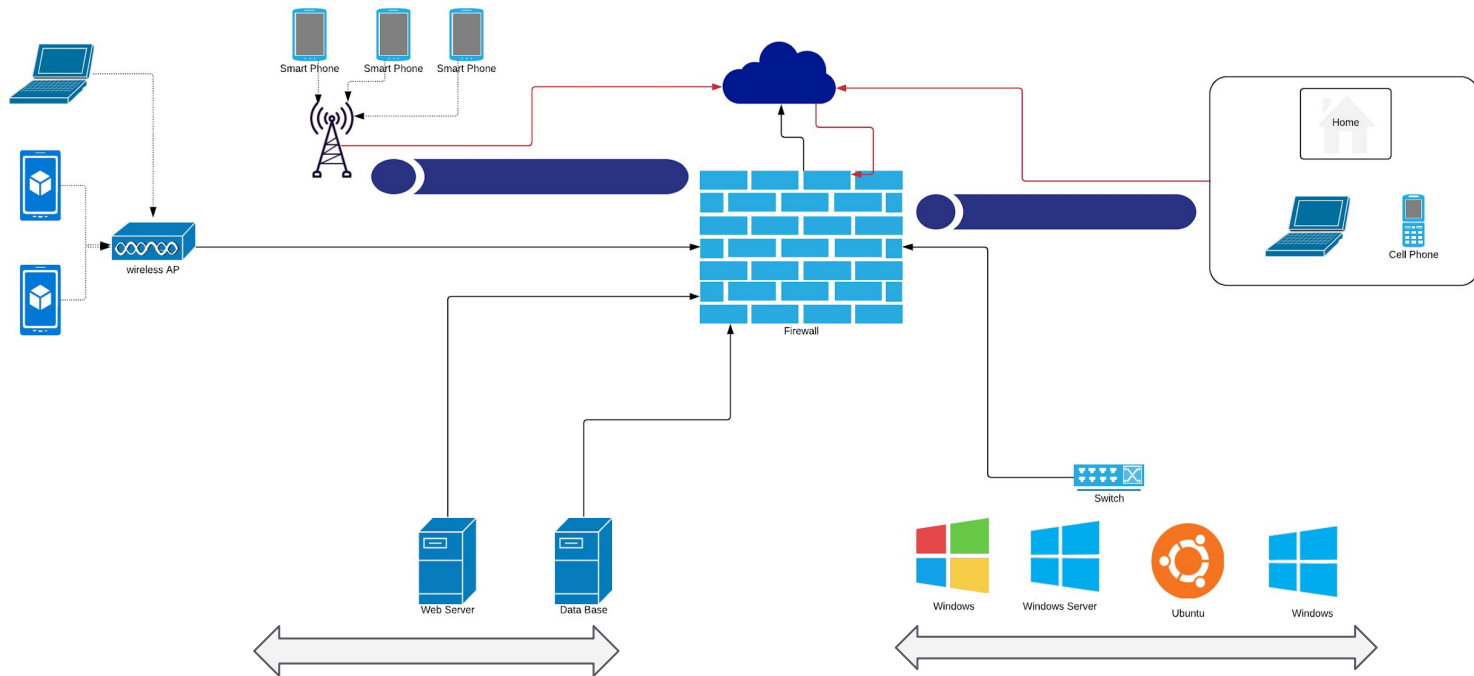 Smart Phone
Smart Phone
Smart Phone
Home
wireless AP
Cell Phone
Firewall
Switch
Web Server
Data Base
Windows
Windows Server
Ubuntu
Windows